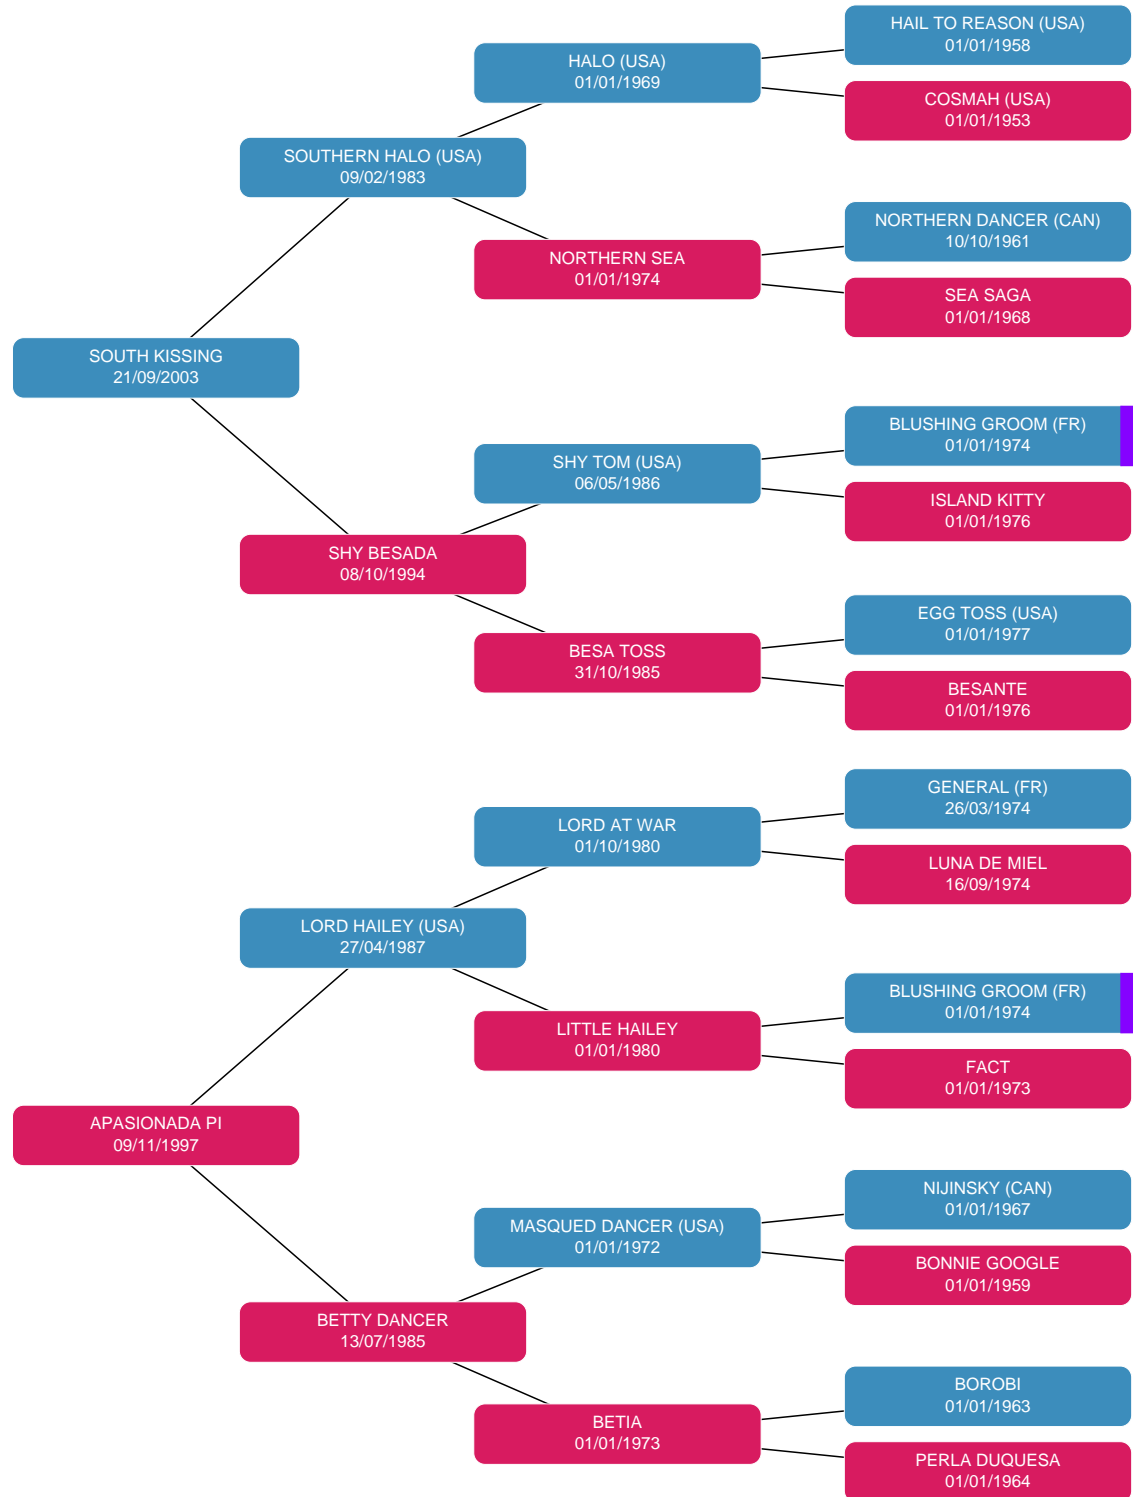 HAIL TO REASON (USA)
01/01/1958
HALO (USA)
01/01/1969
COSMAH (USA)
01/01/1953
SOUTHERN HALO (USA)
09/02/1983
NORTHERN DANCER (CAN)
10/10/1961
NORTHERN SEA
01/01/1974
SEA SAGA
01/01/1968
SOUTH KISSING
21/09/2003
BLUSHING GROOM (FR)
01/01/1974
SHY TOM (USA)
06/05/1986
ISLAND KITTY
01/01/1976
SHY BESADA
08/10/1994
EGG TOSS (USA)
01/01/1977
BESA TOSS
31/10/1985
BESANTE
01/01/1976
GENERAL (FR)
26/03/1974
LORD AT WAR
01/10/1980
LUNA DE MIEL
16/09/1974
LORD HAILEY (USA)
27/04/1987
BLUSHING GROOM (FR)
01/01/1974
LITTLE HAILEY
01/01/1980
FACT
01/01/1973
APASIONADA PI
09/11/1997
NIJINSKY (CAN)
01/01/1967
MASQUED DANCER (USA)
01/01/1972
BONNIE GOOGLE
01/01/1959
BETTY DANCER
13/07/1985
BOROBI
01/01/1963
BETIA
01/01/1973
PERLA DUQUESA
01/01/1964